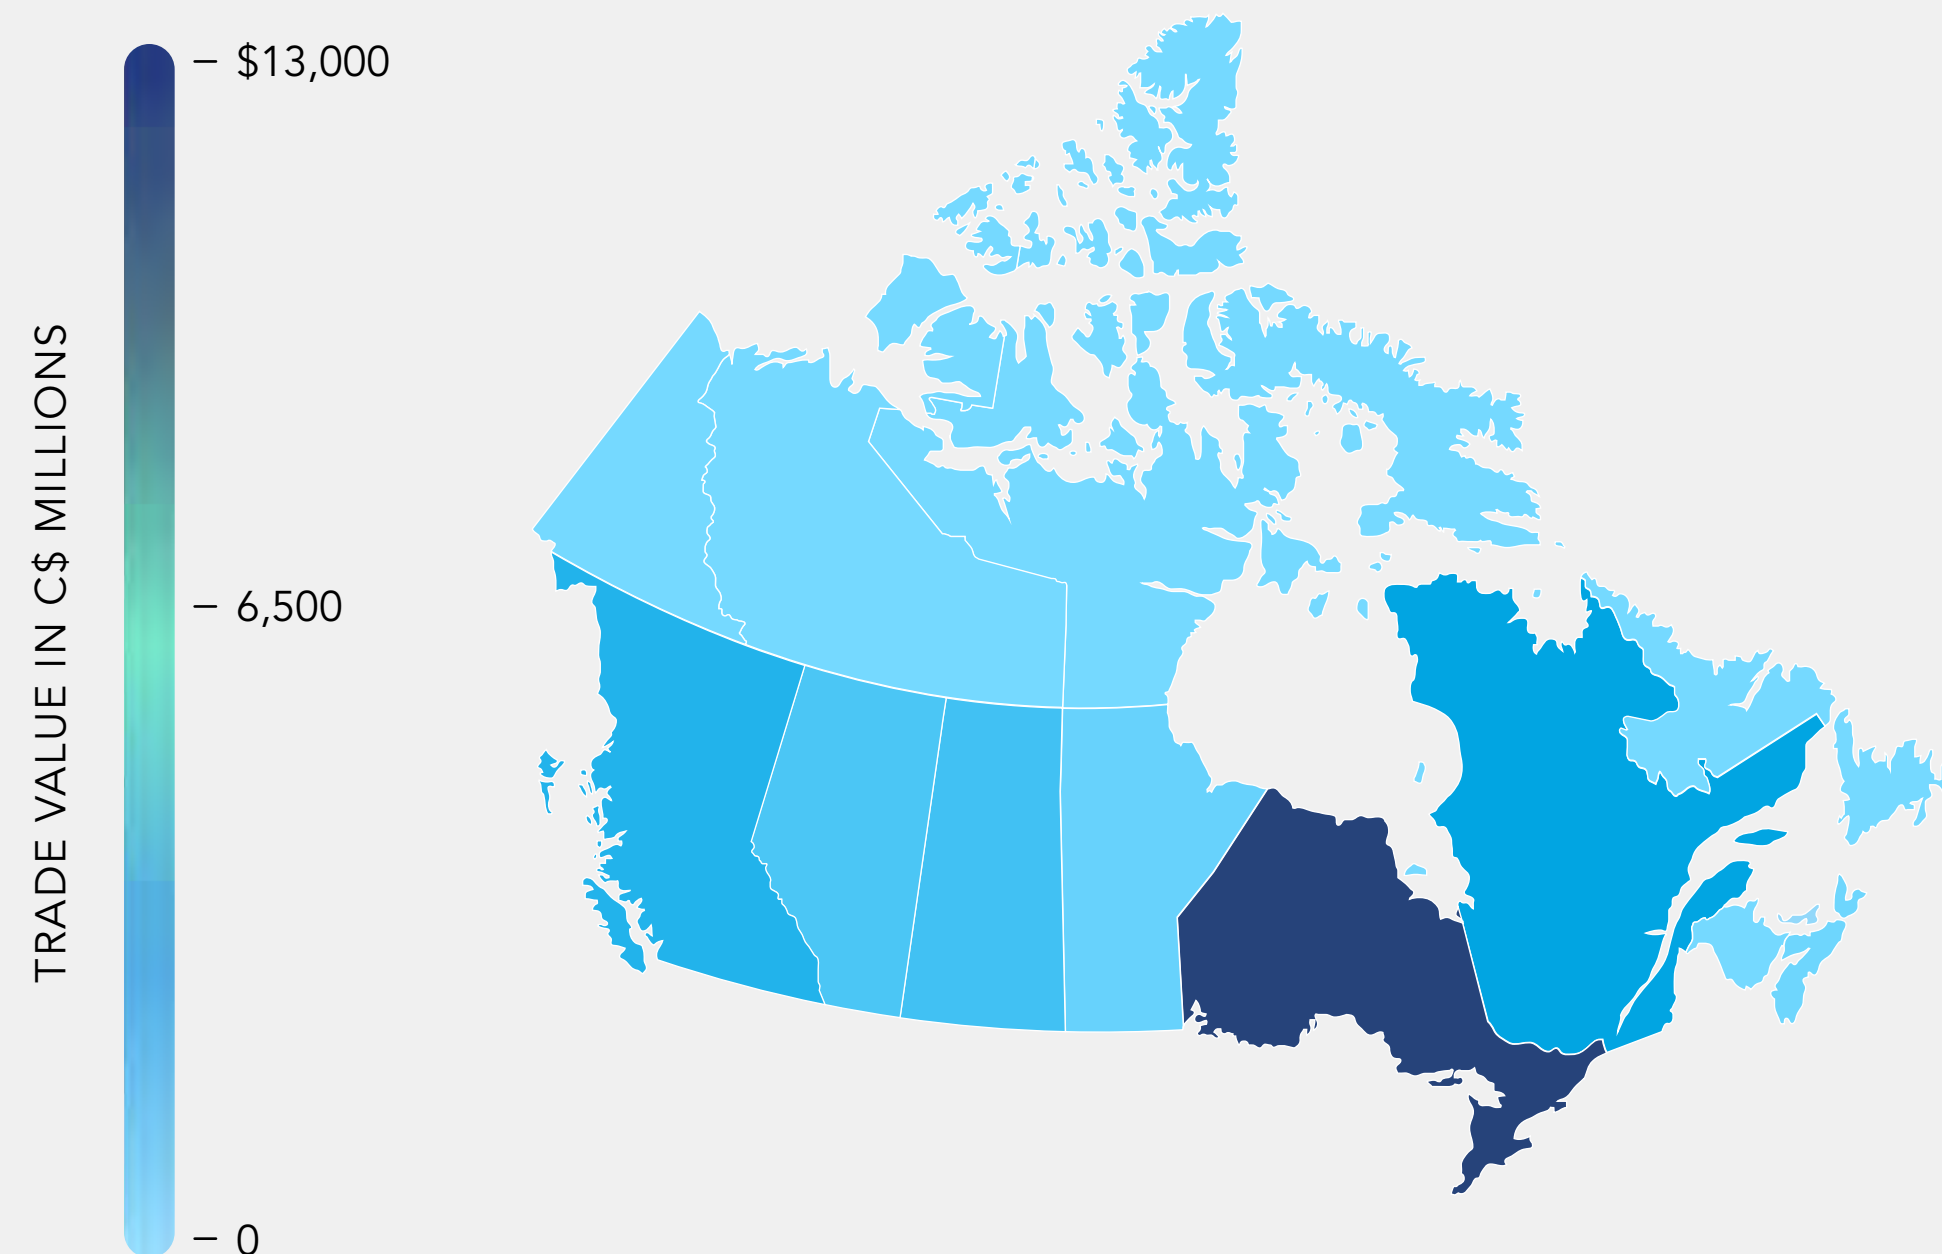 TRADE VALUE IN C$ MILLIONS
– $13,000
– 6,500
– 0